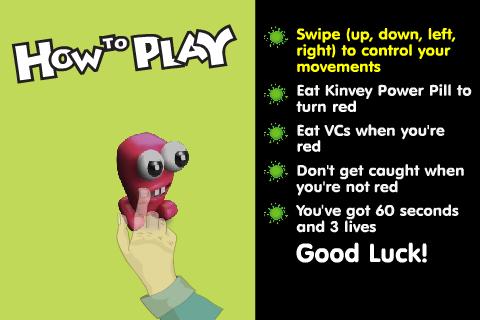 HOW TO PLAY
Swipe (up, down, left,
right) to control your
movements
Eat Kinvey Power Pill to
turn red
Eat VCs when you're
red
Don't get caught when
you're not red
You've got 60 seconds
and 3 lives
Good Luck!